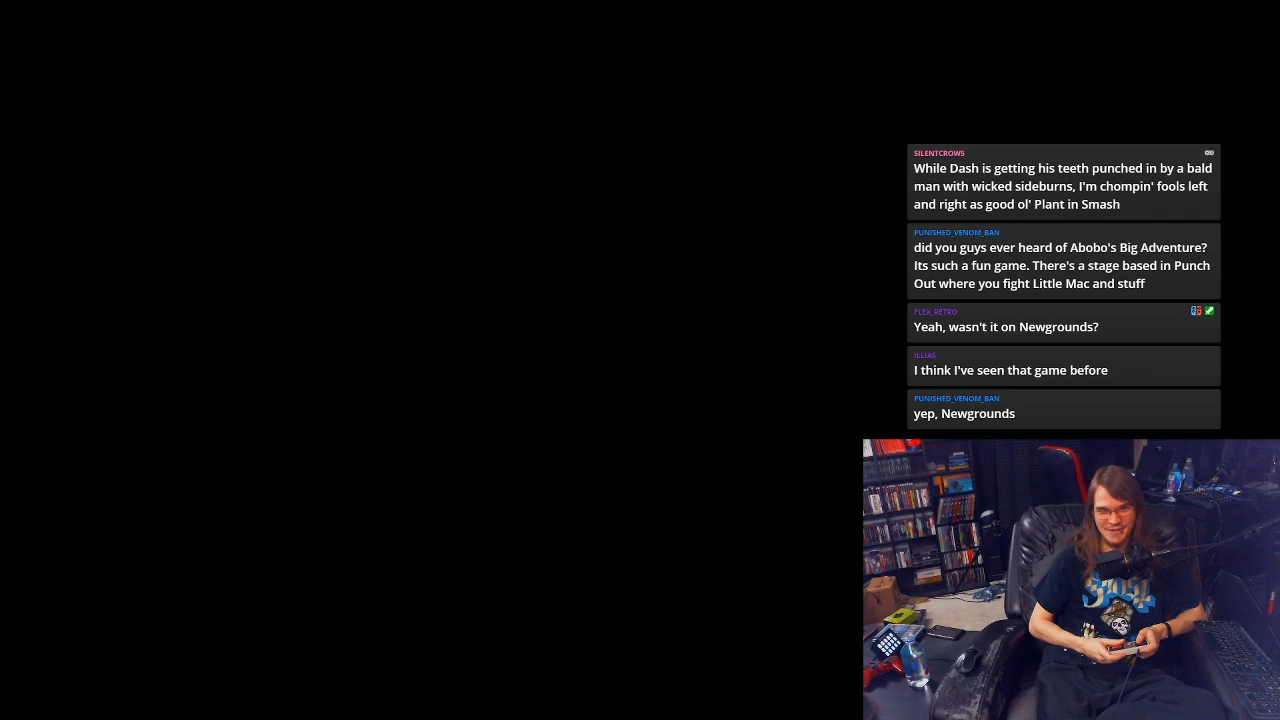 SILENTCROW5
While Dash is getting his teeth punched in by a bald
man with wicked sideburns, I'm chompin' fools left
and right as good ol' Plant in Smash
PUNISHED_VENOM_BAN
did you guys ever heard of Abobo's Big Adventure?
Its such a fun game. There's a stage based in Punch
Out where you fight Little Mac and stuff
FLEX_RETRO
Yeah, wasn't it on Newgrounds?
ILLIAS
I think I've seen that game before
PUNISHED_VENOM_BAN
yep, Newgrounds